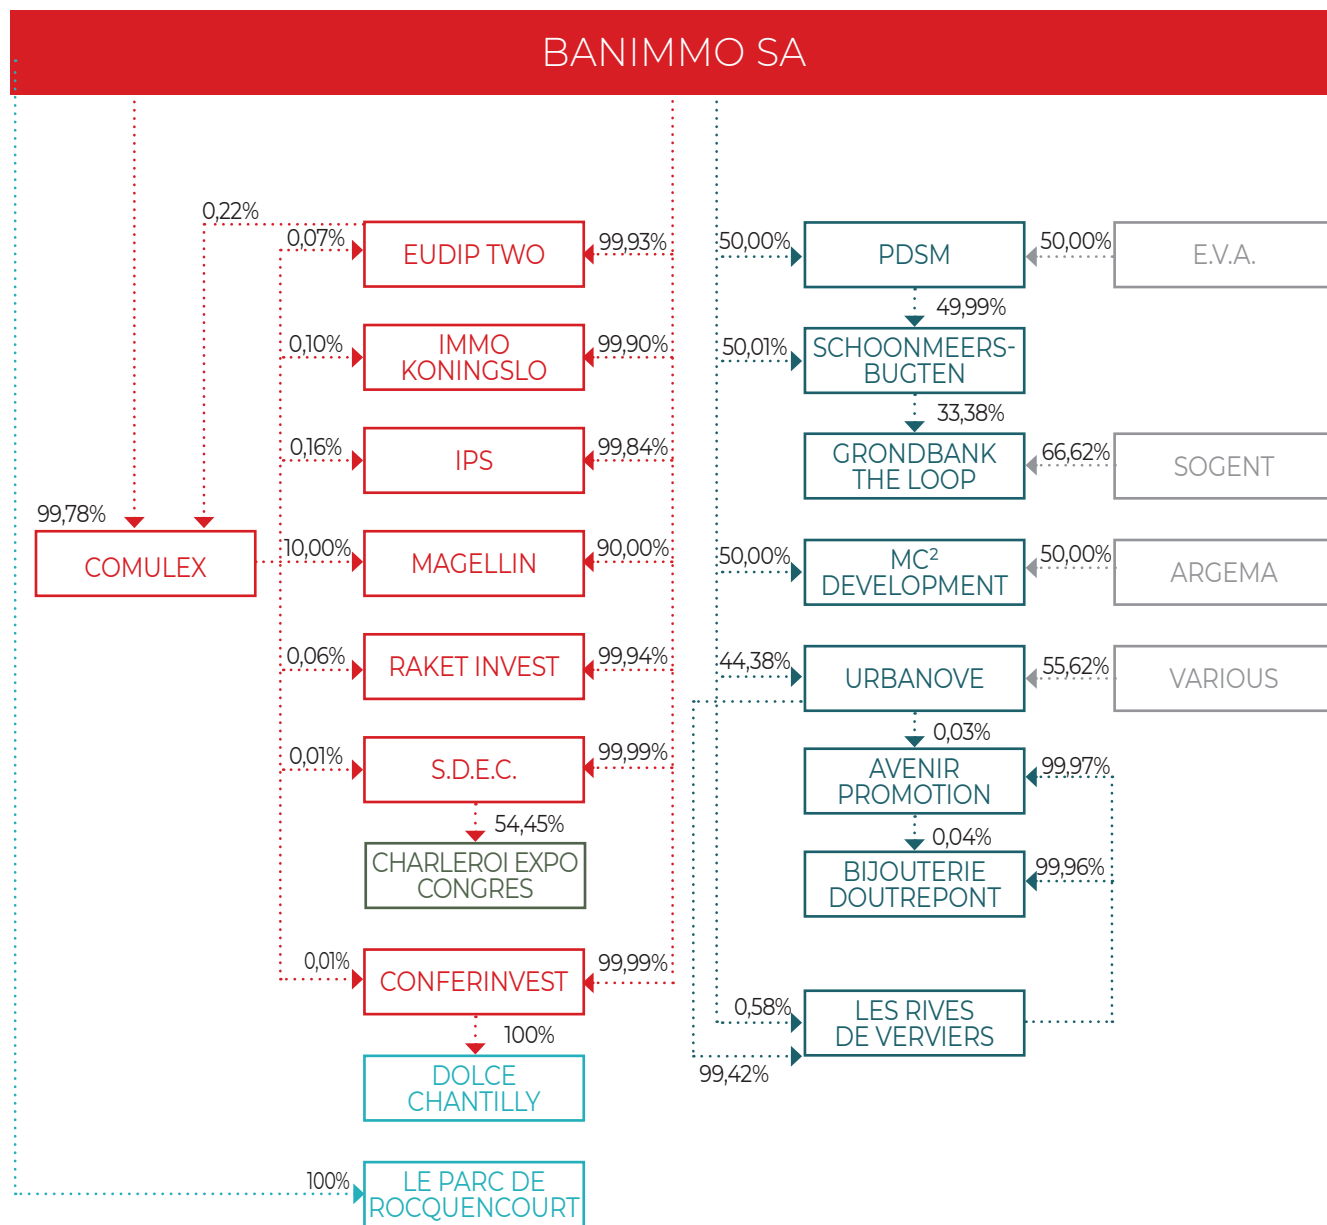 BANIMMO SA
0,22%
0,07%
EUDIP TWO
99,93%
50,00%
PDSM
50,00%
E.V.A.
49,99%
0,10%
IMMO
KONINGSLO
99,90%
50,01%
SCHOONMEERS-
BUGTEN
33,38%
0,16%
IPS
99,84%
GRONDBANK
THE LOOP
66,62%
SOGENT
99,78%
COMULEX
10,00%
MAGELLIN
90,00%
50,00%
MC²
DEVELOPMENT
50,00%
ARGEMA
0,06%
RAKET INVEST
99,94%
44,38%
URBANOVE
55,62%
VARIOUS
0,03%
0,01%
S.D.E.C.
99,99%
AVENIR
PROMOTION
99,97%
54,45%
0,04%
CHARLEROI EXPO
CONGRES
BIJOUTERIE
DOUTREPONT
99,96%
0,01%
CONFERINVEST
99,99%
0,58%
LES RIVES
DE VERVIERS
100%
99,42%
DOLCE
CHANTILLY
100%
LE PARC DE
ROCQUENCOURT